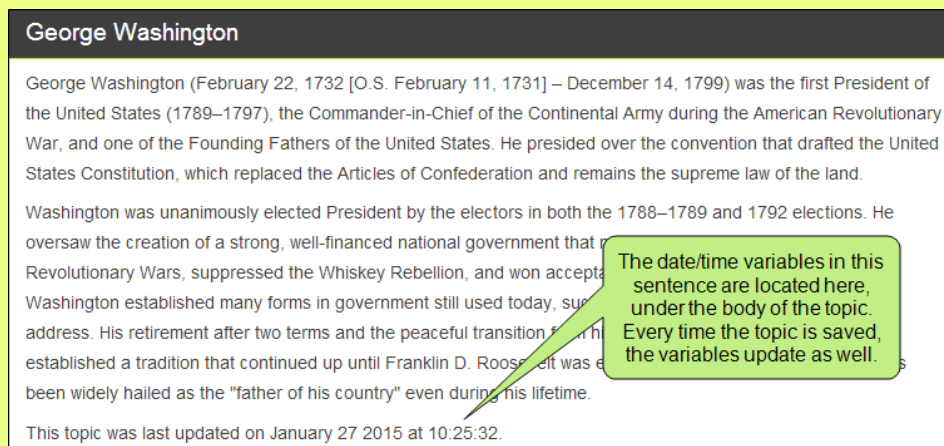 George Washington
George Washington (February 22, 1732 [O.S. February 11, 1731] – December 14, 1799) was the first President of
the United States (1789–1797), the Commander-in-Chief of the Continental Army during the American Revolutionary
War, and one of the Founding Fathers of the United States. He presided over the convention that drafted the United
States Constitution, which replaced the Articles of Confederation and remains the supreme law of the land.
Washington was unanimously elected President by the electors in both the 1788–1789 and 1792 elections. He
oversaw the creation of a strong, well-financed national government that
Revolutionary Wars, suppressed the Whiskey Rebellion, and won
Washington established many forms in government still used today,
address. His retirement after two terms and the peaceful transition
established a tradition that continued up until Franklin D. Roosevelt was
been widely hailed as the "father of his country" even during his lifetime.
This topic was last updated on January 27 2015 at 10:25:32.
The date/time variables in this
sentence are located here,
under the body of the topic.
Every time the topic is saved,
the variables update as well.